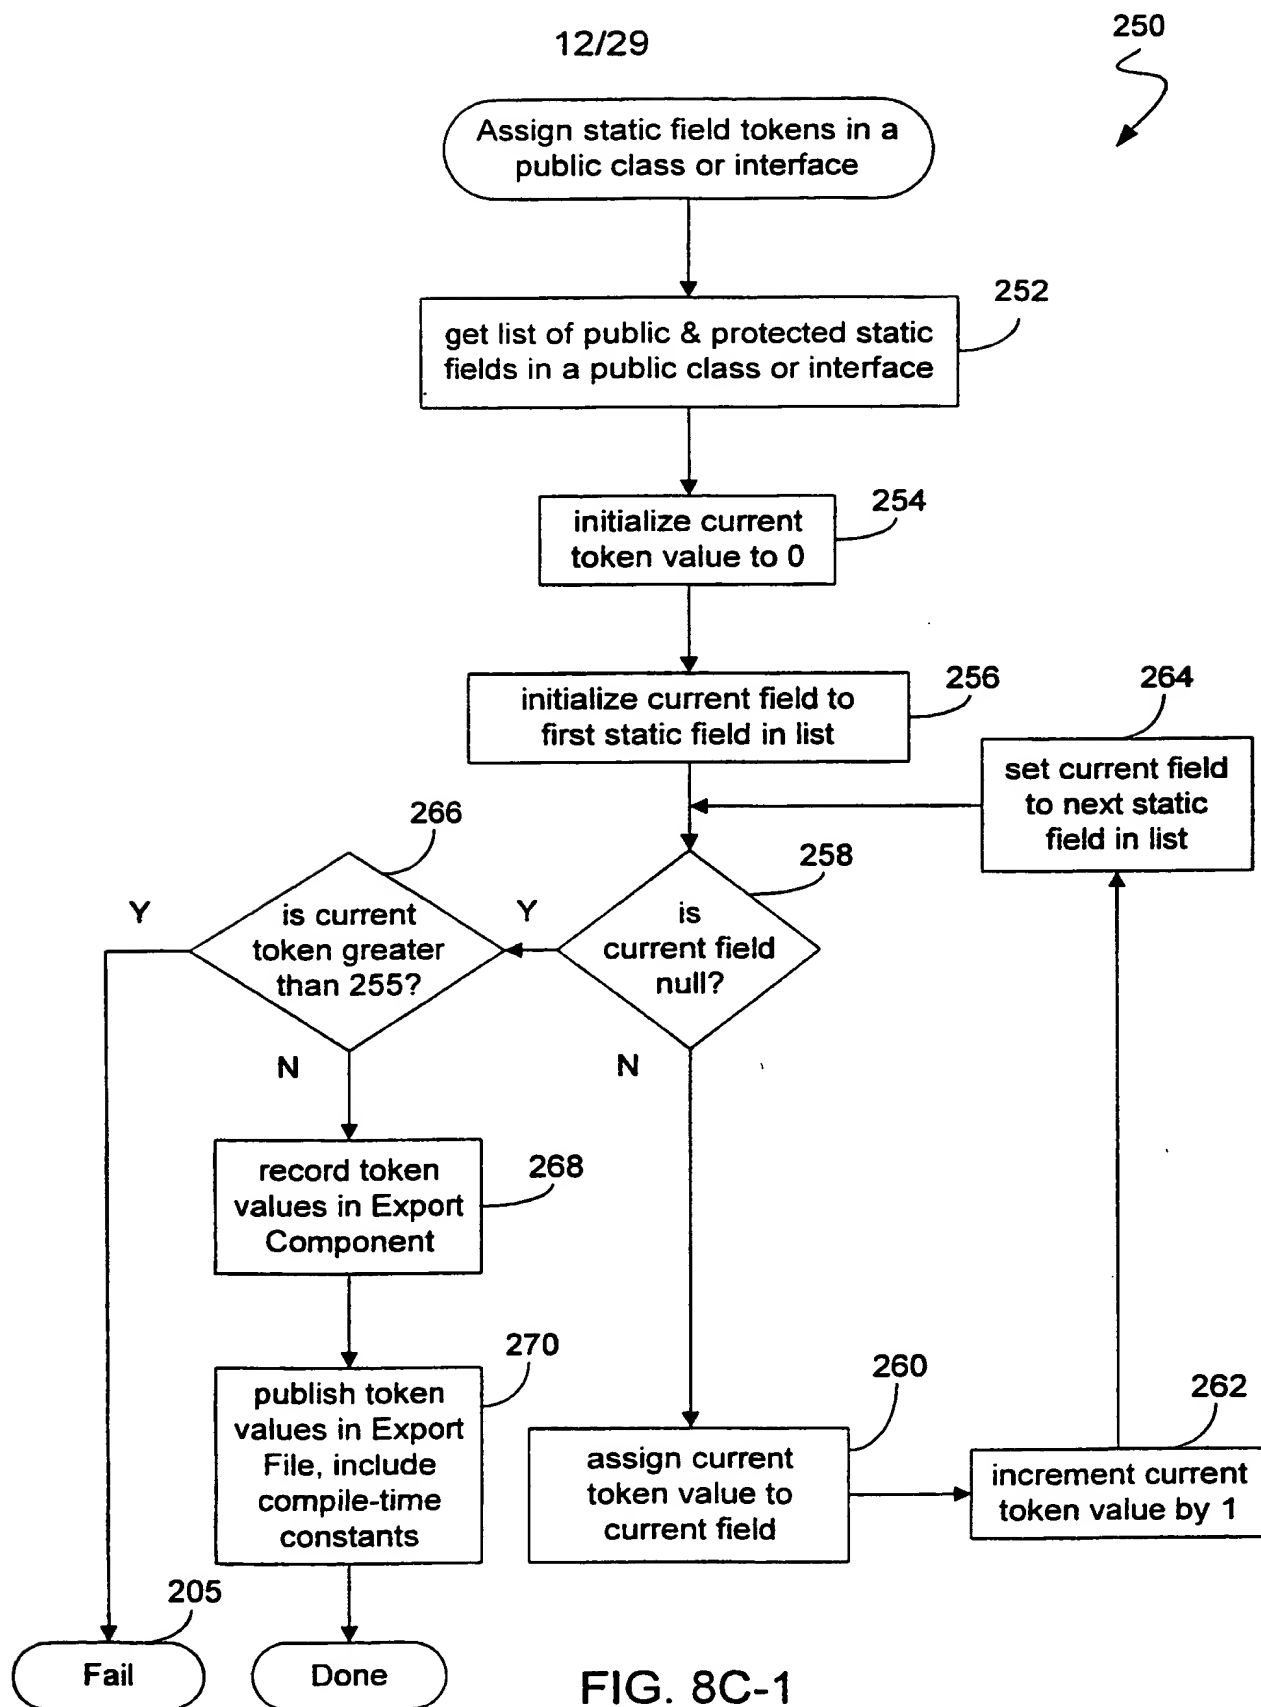 12/29
250
Assign static field tokens in a
public class or interface
252
get list of public & protected static
fields in a public class or interface
254
initialize current
token value to 0
256
initialize current field to
first static field in list
264
set current field
to next static
field in list
266
is current
token greater
than 255?
Y
N
258
is
current field
null?
Y
N
268
record token
values in Export
Component
270
publish token
values in Export
File, include
compile-time
constants
260
assign current
token value to
current field
262
increment current
token value by 1
205
Fail
Done
FIG. 8C-1